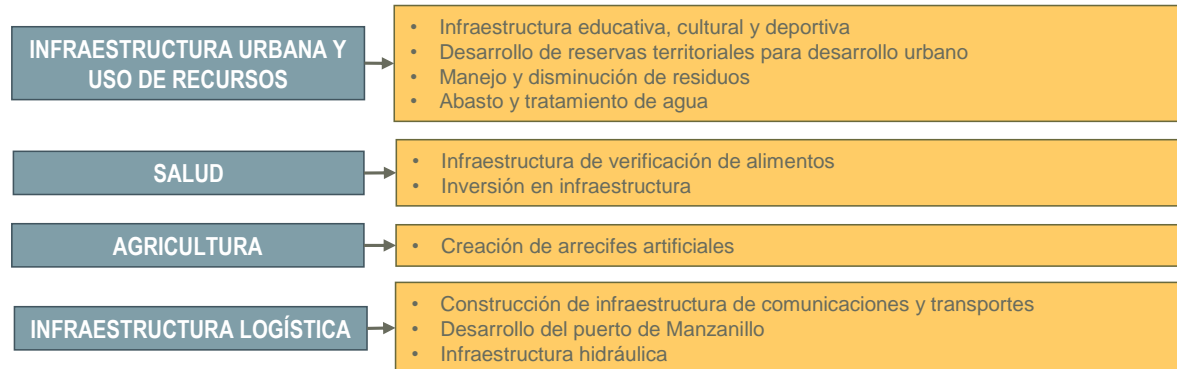 INFRAESTRUCTURA URBANA Y
USO DE RECURSOS
• Infraestructura educativa, cultural y deportiva
• Desarrollo de reservas territoriales para desarrollo urbano
• Manejo y disminución de residuos
• Abasto y tratamiento de agua
SALUD
• Infraestructura de verificación de alimentos
• Inversión en infraestructura
AGRICULTURA
• Creación de arrecifes artificiales
INFRAESTRUCTURA LOGÍSTICA
• Construcción de infraestructura de comunicaciones y transportes
• Desarrollo del puerto de Manzanillo
• Infraestructura hidráulica